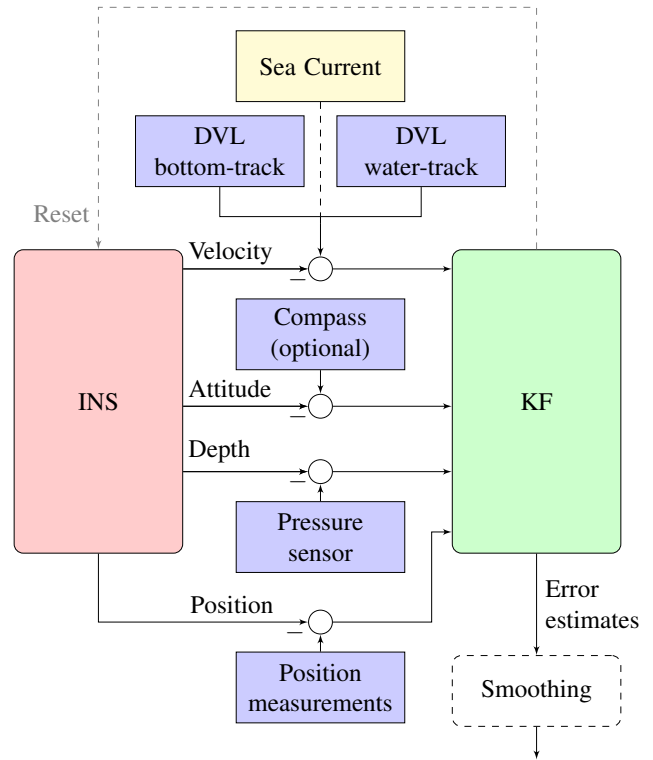 Sea Current
DVL
bottom-track
DVL
water-track
Reset
Velocity
Compass
(optional)
INS
Attitude
KF
Depth
Pressure
sensor
Position
Error
estimates
Position
measurements
Smoothing